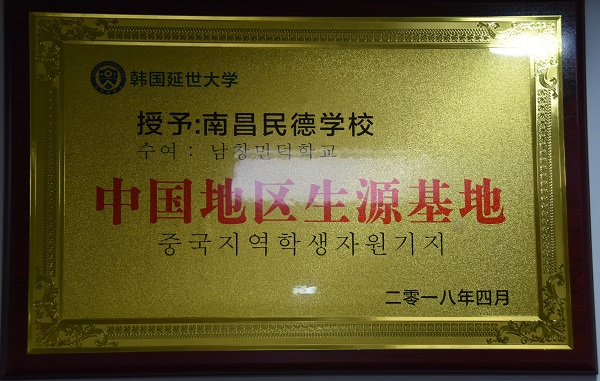 韩国延世大学
授予:南昌民德学校
수여 : 남창민덕학교
中国地区生源基地
중국지역학생자원기지
二零一八年四月